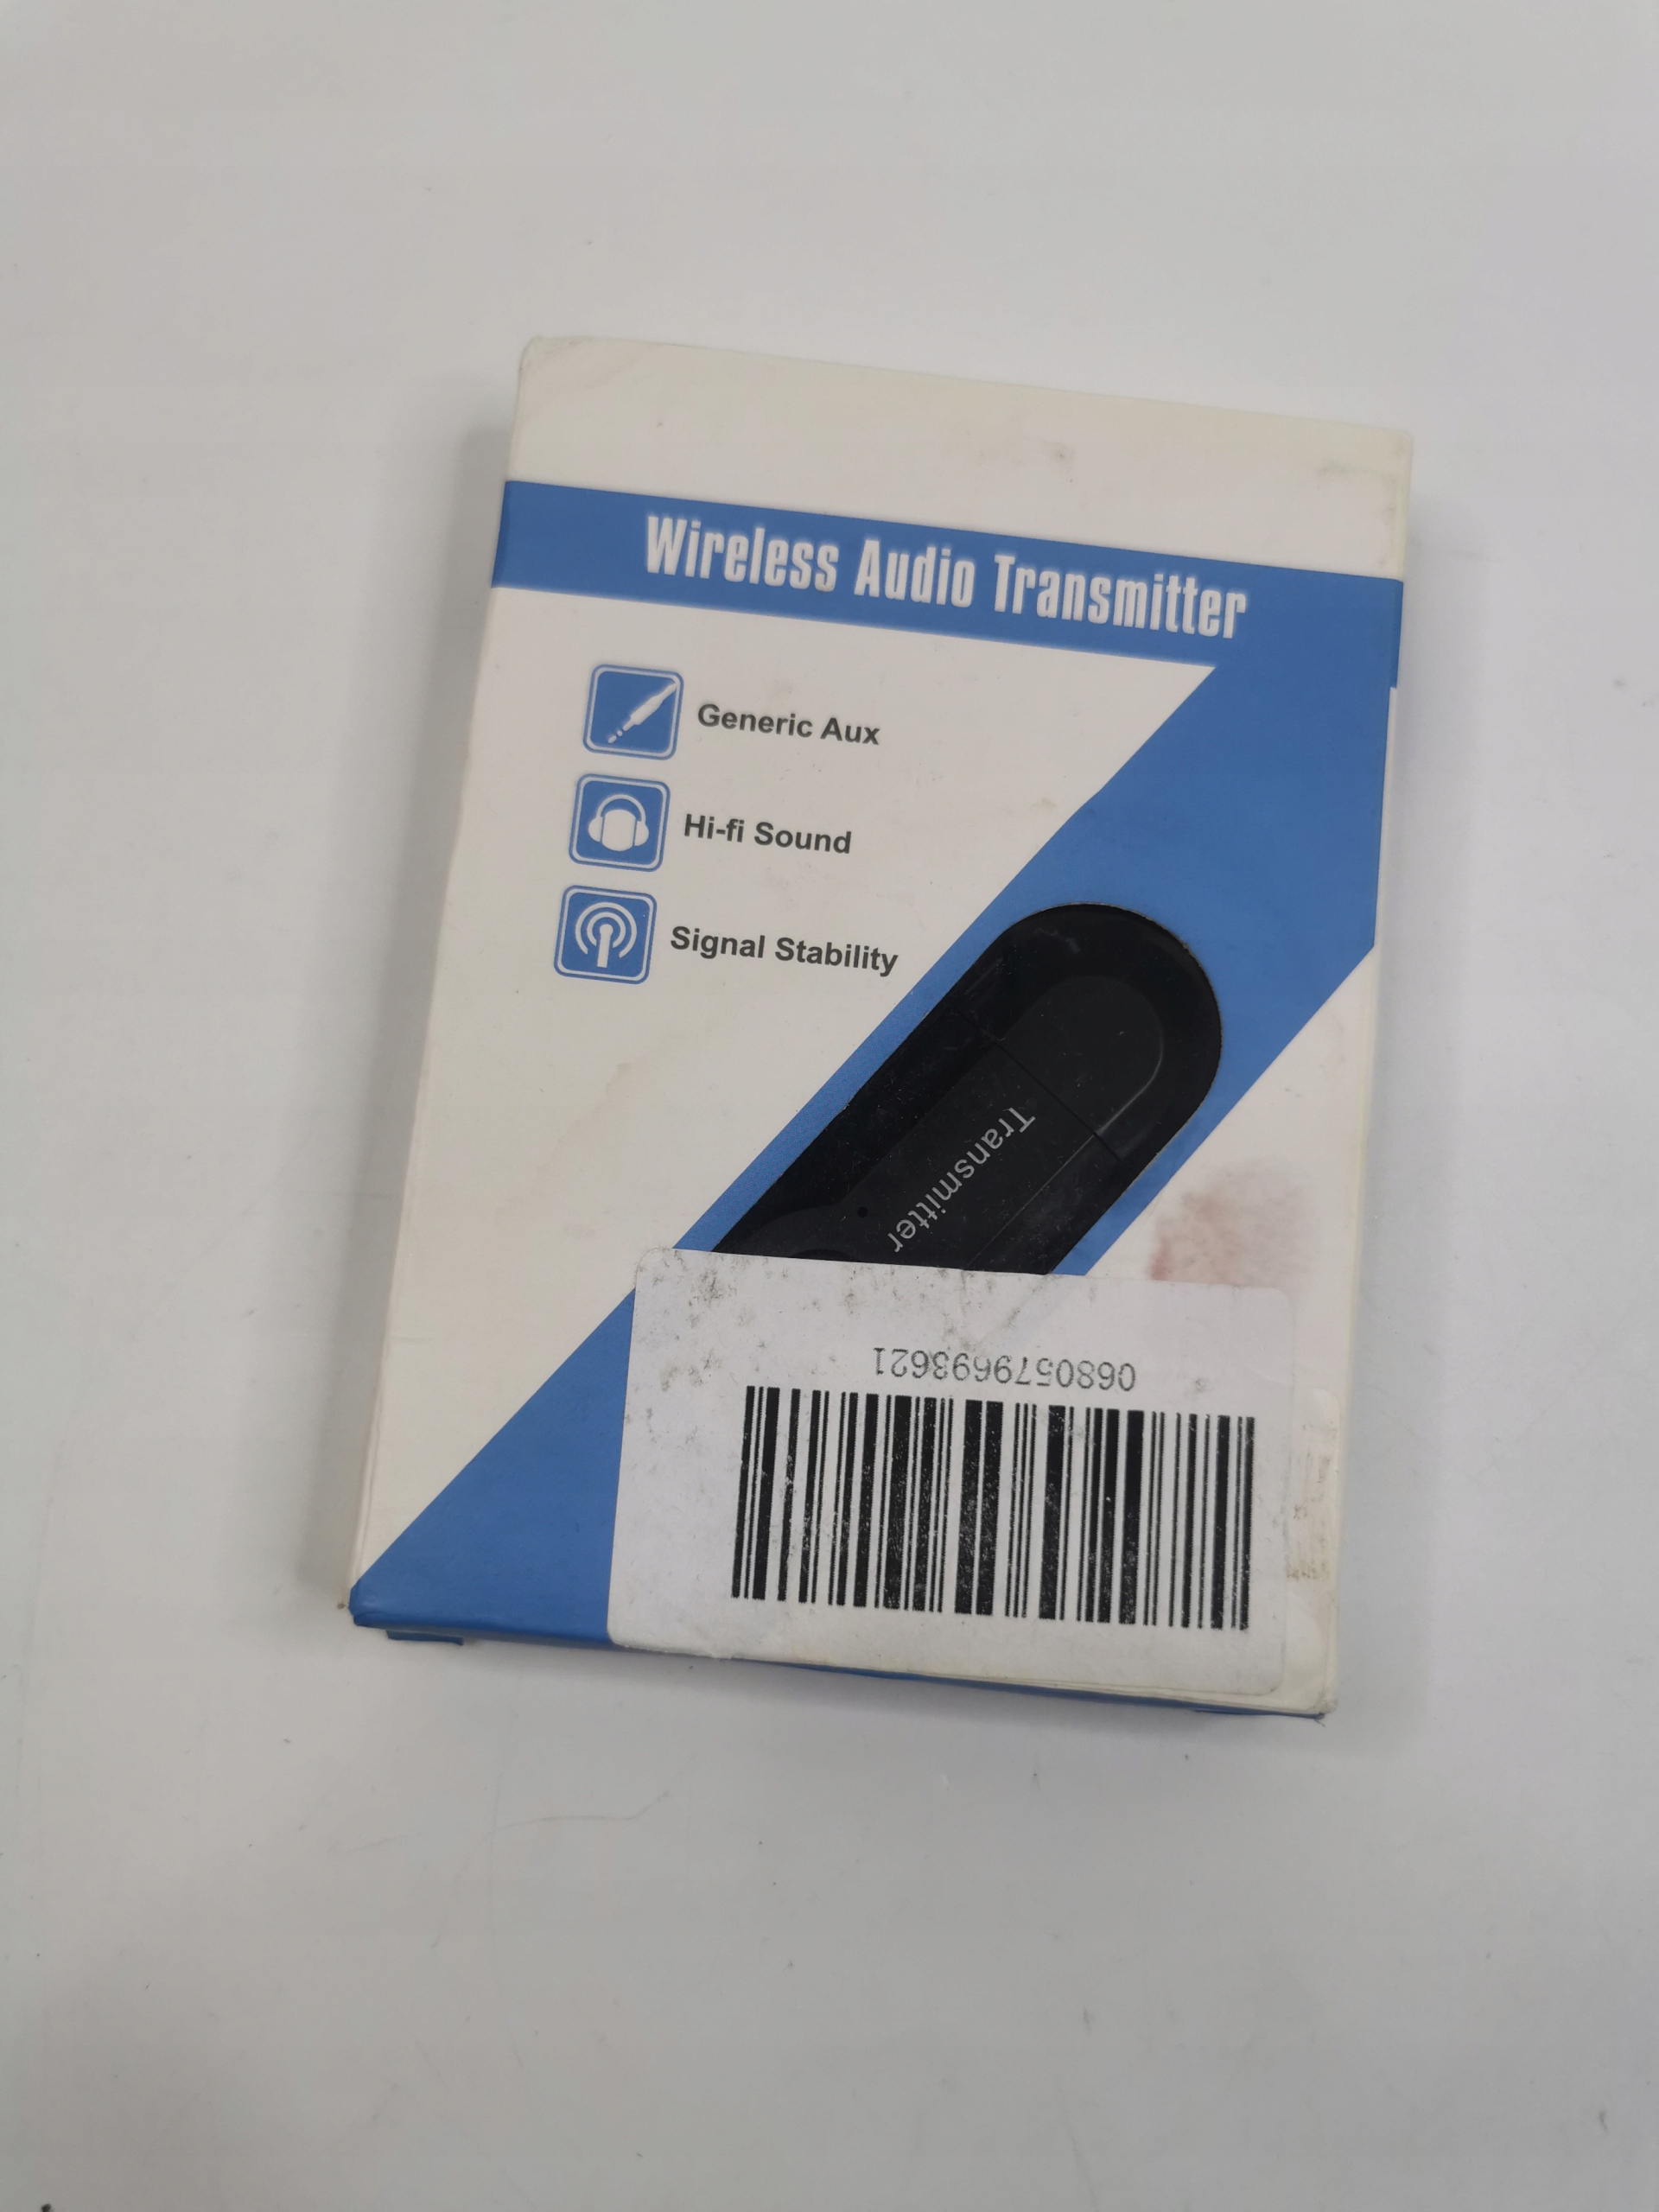 Wireless Audio Transmitter
Generic Aux
Hi-fi Sound
Signal Stability
Transmitter
0680579693621